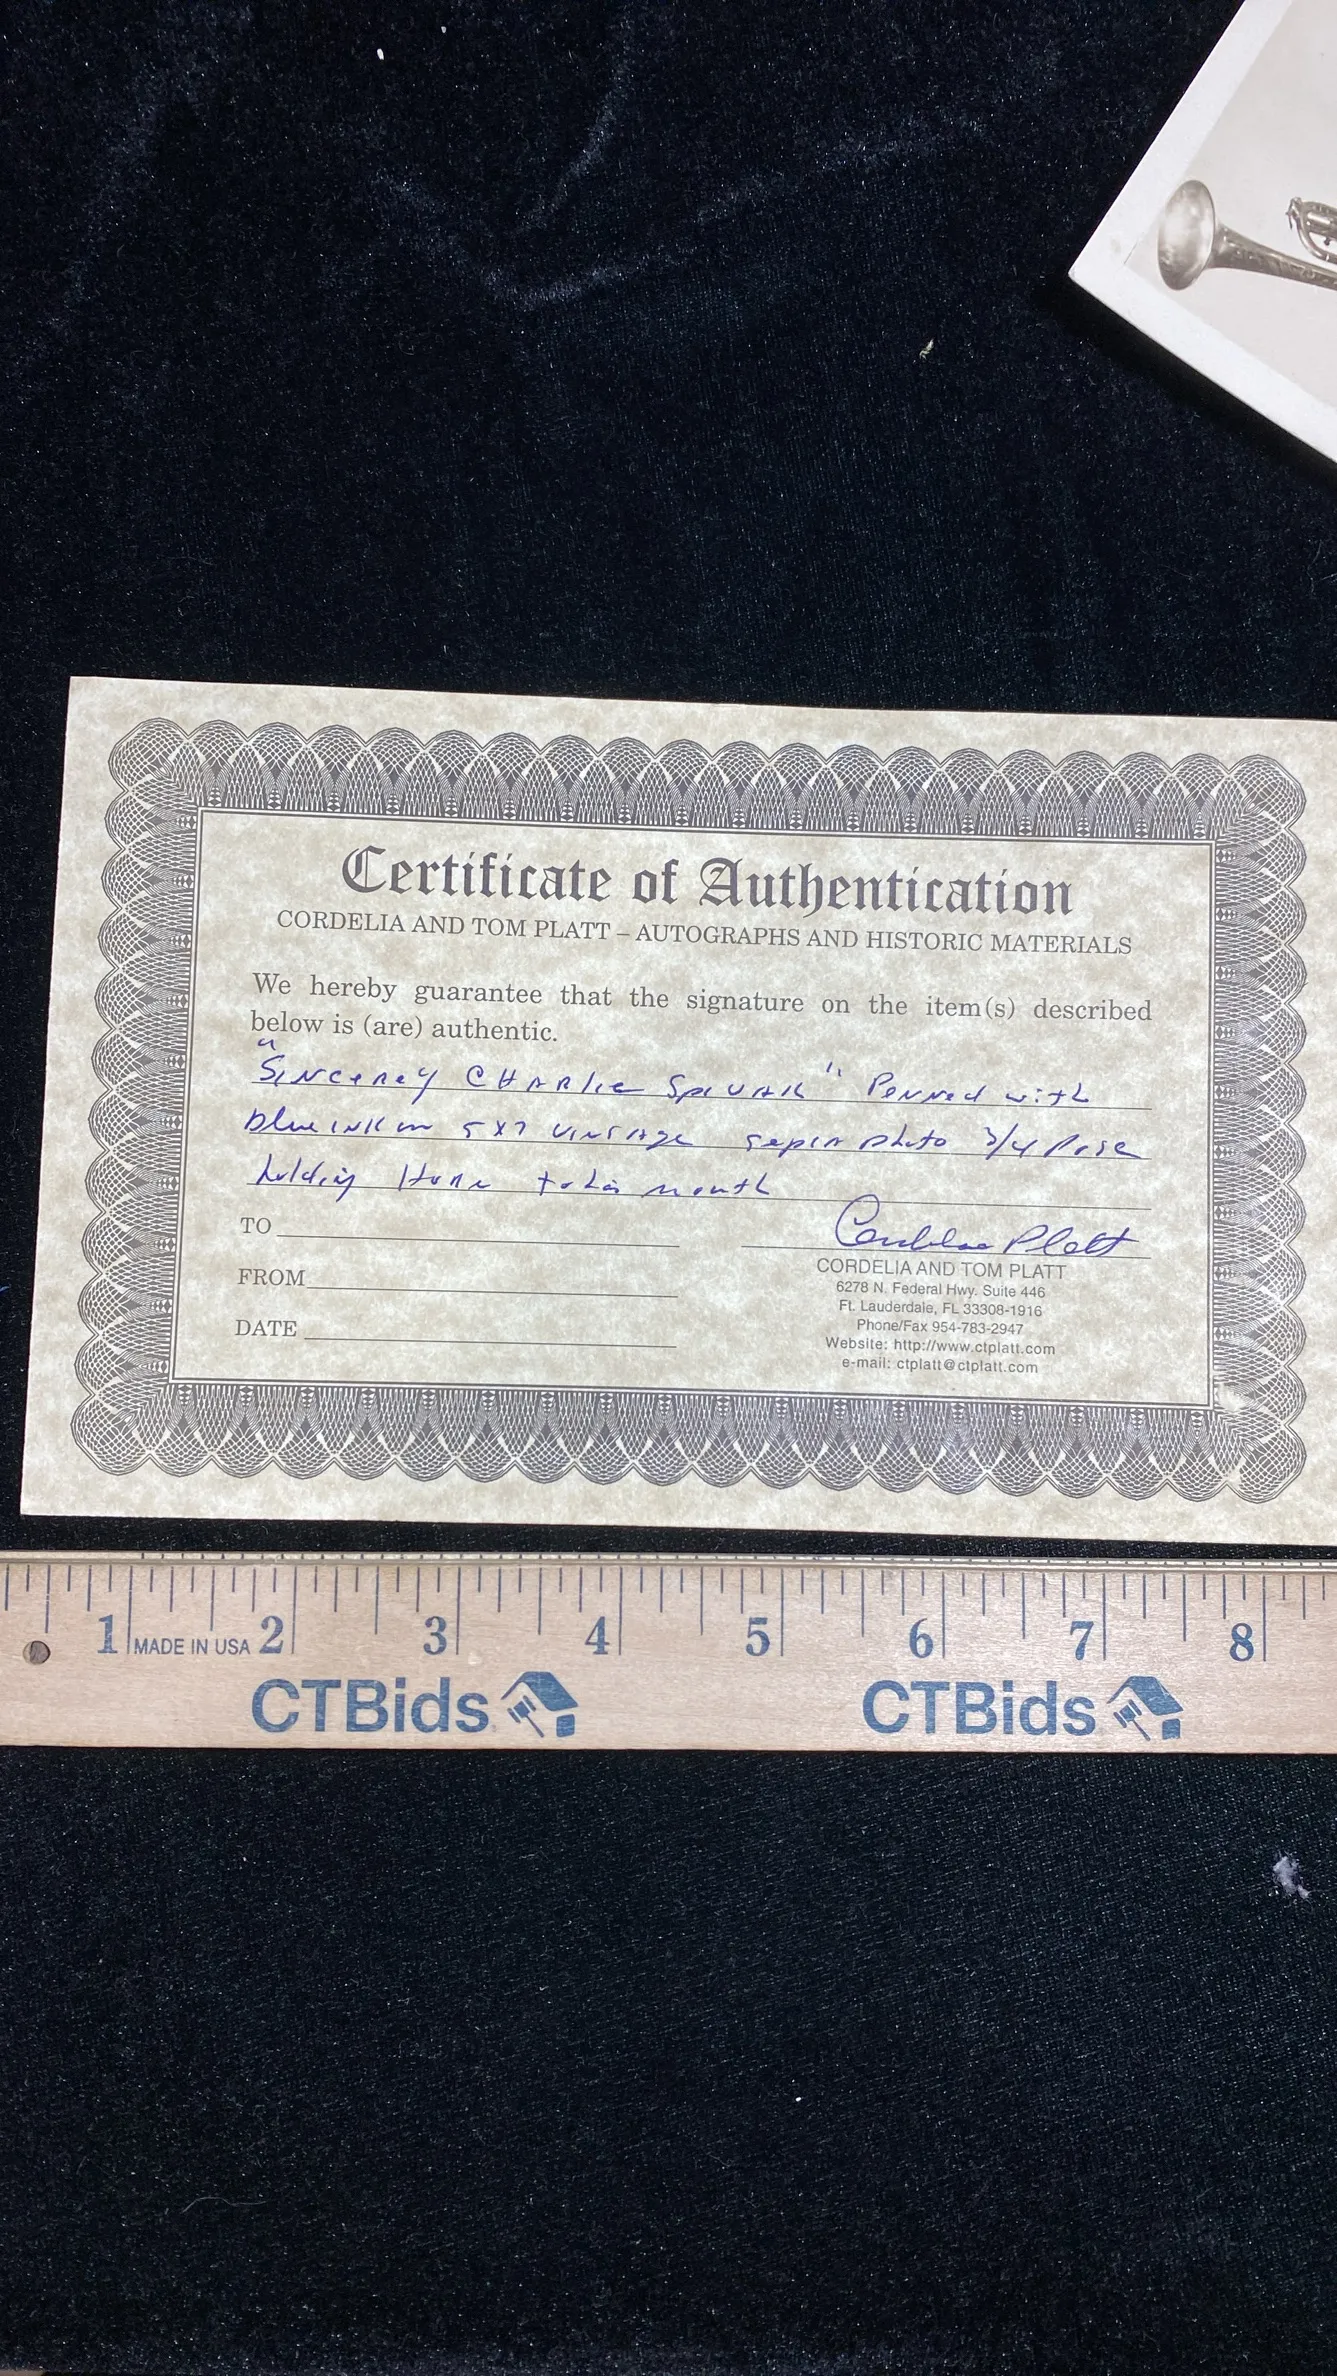 Certificate of Authentication
CORDELIA AND TOM PLATT – AUTOGRAPHS AND HISTORIC MATERIALS
We hereby guarantee that the signature on the item(s) described
below is (are) authentic.
"Sincerely CHARlie SpIVAK" Penned with
blue ink on 5x7 vintage sepia photo 3/4 Pose
holding Horn to his mouth
TO
Cordelia Platt
CORDELIA AND TOM PLATT
6278 N. Federal Hwy. Suite 446
FROM
Ft. Lauderdale, FL 33308-1916
Phone/Fax 954-783-2947
DATE
Website: http://www.ctplatt.com
e-mail: ctplatt@ctplatt.com
1 MADE IN USA 2 3 4 5 6 7 8
CTBids CTBids